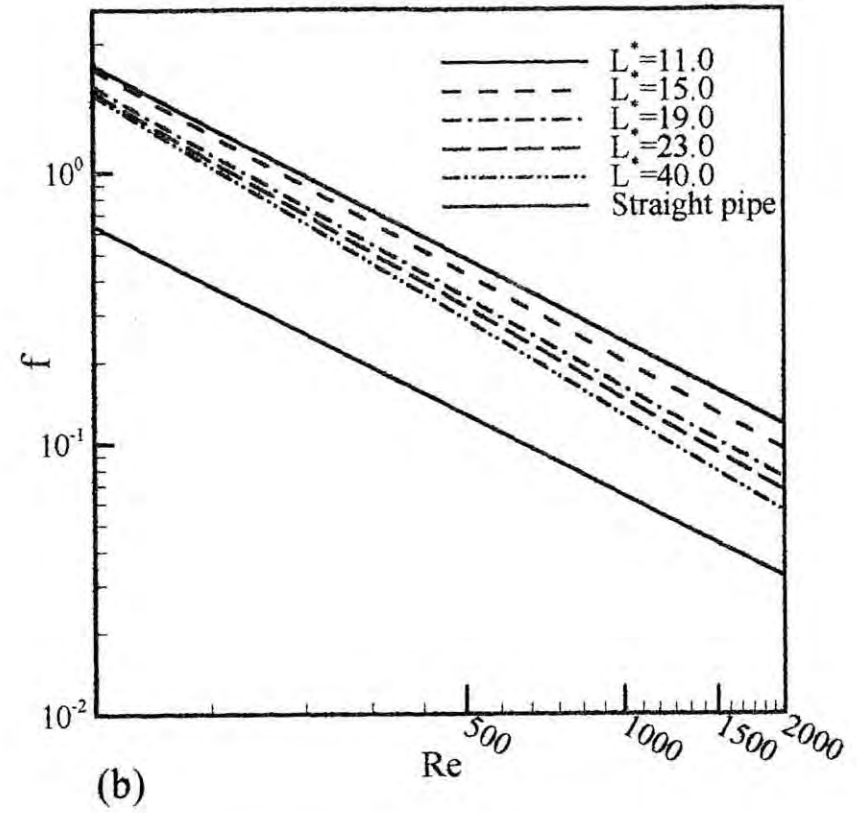 L*=11.0
L*=15.0
L*=19.0
L*=23.0
L*=40.0
Straight pipe
10⁰
f
10⁻¹
10⁻²
500
1000
1500
2000
Re
(b)